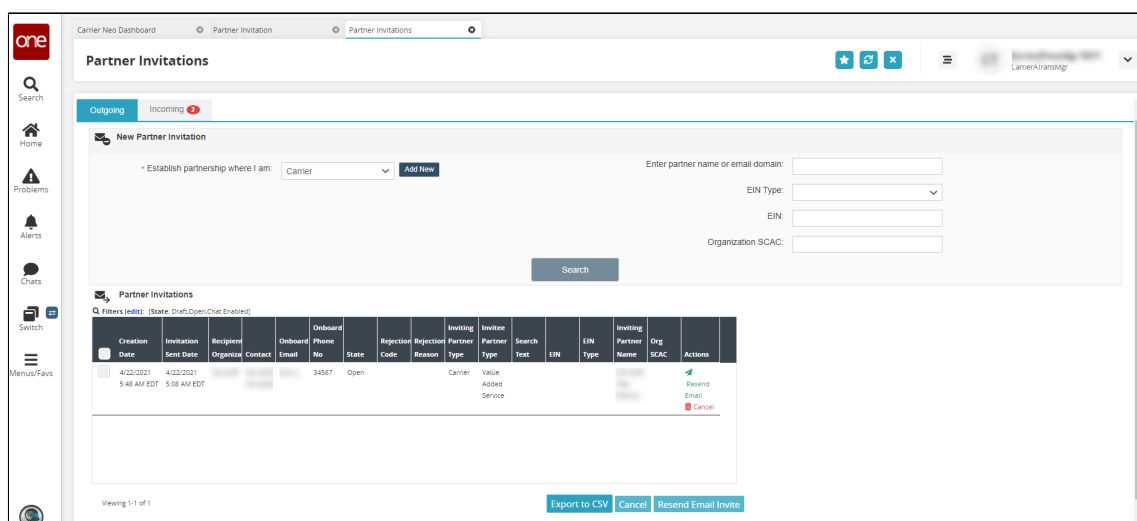 one
Carrier Neo Dashboard
Partner Invitation
Partner Invitations
Partner Invitations
CarrierATransMgr
Search
Home
Problems
Alerts
Chats
Switch
Menus/Favs
Outgoing
Incoming 2
New Partner Invitation
* Establish partnership where I am:
Carrier
Add New
Enter partner name or email domain:
EIN Type:
EIN:
Organization SCAC:
Search
Partner Invitations
Filters (edit): [State: Draft,Open,Chat Enabled]
Creation Date
Invitation Sent Date
Recipient Organiza
Contact
Onboard Email
Onboard Phone No
State
Rejection Code
Rejection Reason
Inviting Partner Type
Invitee Partner Type
Search Text
EIN
EIN Type
Inviting Partner Name
Org SCAC
Actions
4/22/2021 5:48 AM EDT
4/22/2021 5:08 AM EDT
34567
Open
Carrier
Value Added Service
Resend Email
Cancel
Viewing 1-1 of 1
Export to CSV
Cancel
Resend Email Invite